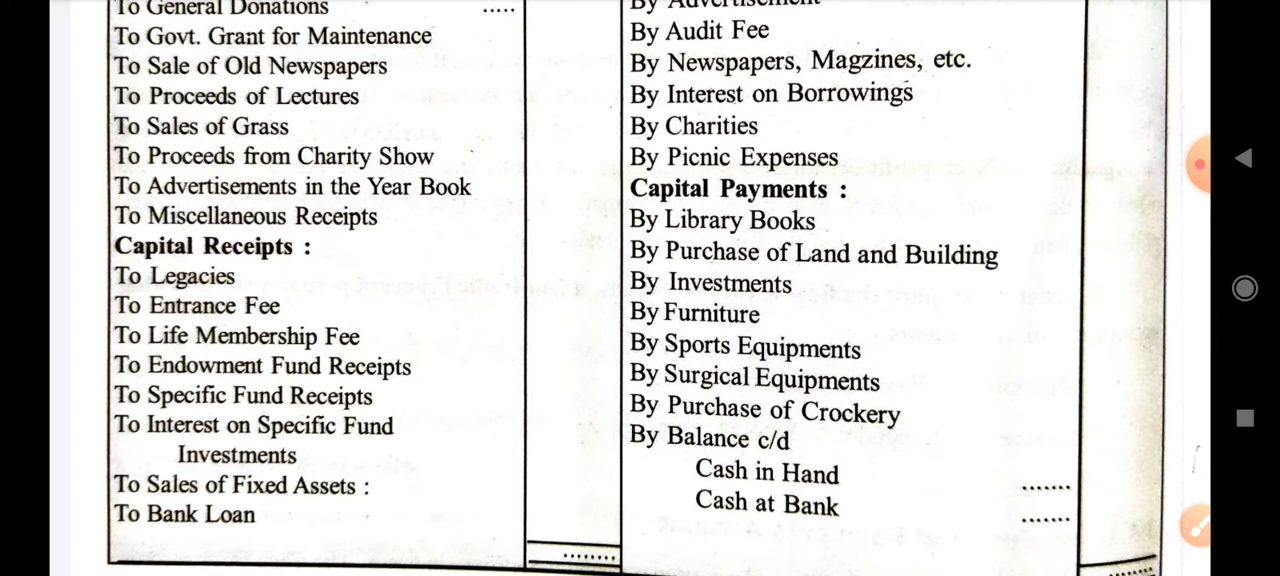 To General Donations .....
To Govt. Grant for Maintenance
To Sale of Old Newspapers
To Proceeds of Lectures
To Sales of Grass
To Proceeds from Charity Show
To Advertisements in the Year Book
To Miscellaneous Receipts
Capital Receipts :
To Legacies
To Entrance Fee
To Life Membership Fee
To Endowment Fund Receipts
To Specific Fund Receipts
To Interest on Specific Fund
Investments
To Sales of Fixed Assets :
To Bank Loan
........
By Advertisement
By Audit Fee
By Newspapers, Magzines, etc.
By Interest on Borrowings
By Charities
By Picnic Expenses
Capital Payments :
By Library Books
By Purchase of Land and Building
By Investments
By Furniture
By Sports Equipments
By Surgical Equipments
By Purchase of Crockery
By Balance c/d
Cash in Hand .......
Cash at Bank .......
.......